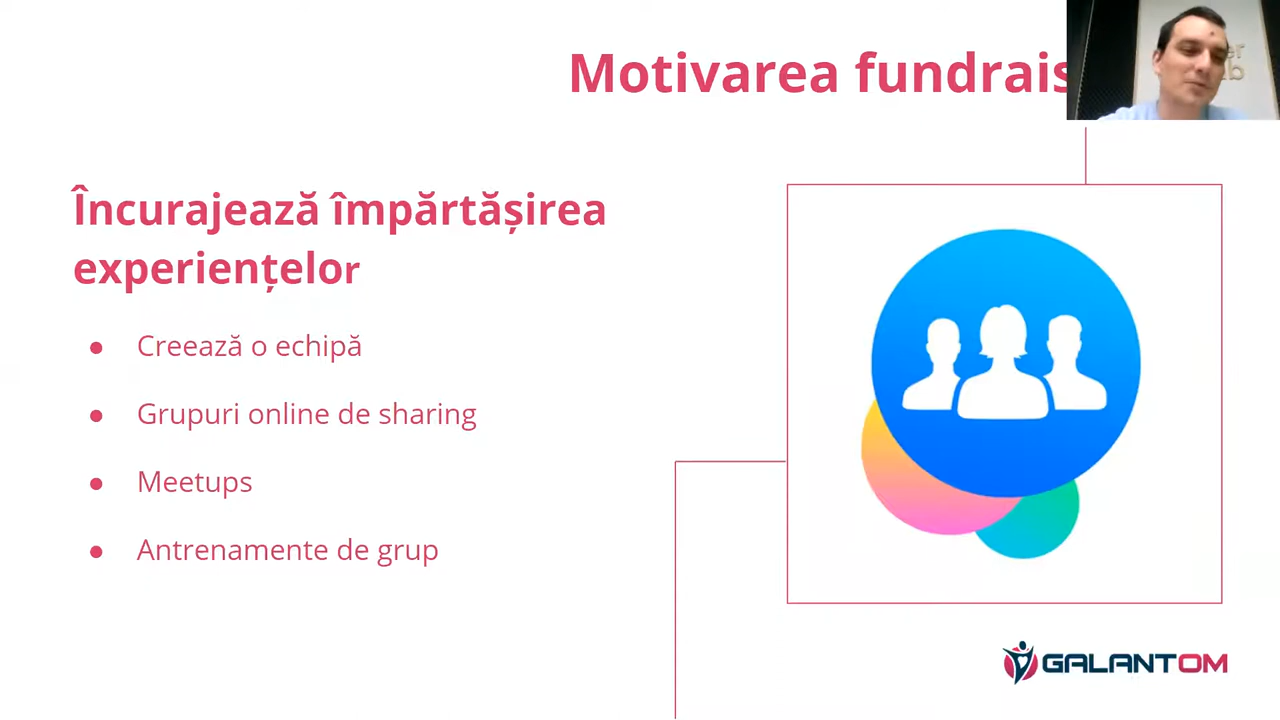 Motivarea fundrais
Încurajează împărtășirea
experiențelor
● Creează o echipă
● Grupuri online de sharing
● Meetups
● Antrenamente de grup
GALANTOM